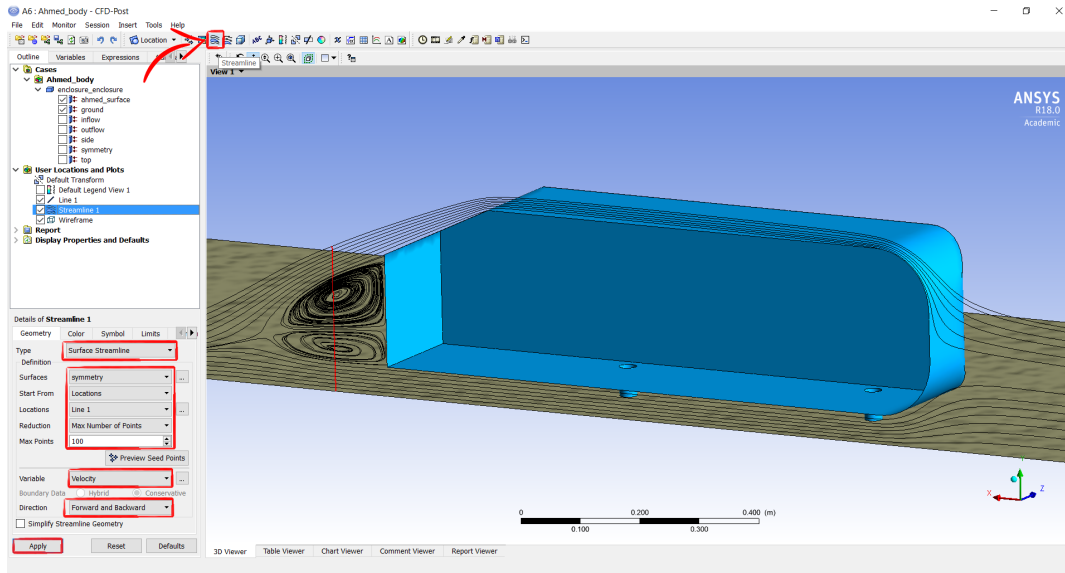 A6 : Ahmed_body - CFD-Post
File Edit Monitor Session Insert Tools Help
Location
Outline Variables Expressions
Streamline
View 1
Cases
Ahmed_body
enclosure_enclosure
ahmed_surface
ground
inflow
outflow
side
symmetry
top
User Locations and Plots
Default Transform
Default Legend View 1
Line 1
Streamline 1
Wireframe
Report
Display Properties and Defaults
ANSYS
R18.0
Academic
Details of Streamline 1
Geometry Color Symbol Limits
Type Surface Streamline
Definition
Surfaces symmetry ...
Start From Locations
Locations Line 1 ...
Reduction Max Number of Points
Max Points 100
Preview Seed Points
Variable Velocity ...
Boundary Data Hybrid Conservative
Direction Forward and Backward
Simplify Streamline Geometry
Apply Reset Defaults
0 0.200 0.400 (m)
0.100 0.300
X Z
3D Viewer Table Viewer Chart Viewer Comment Viewer Report Viewer